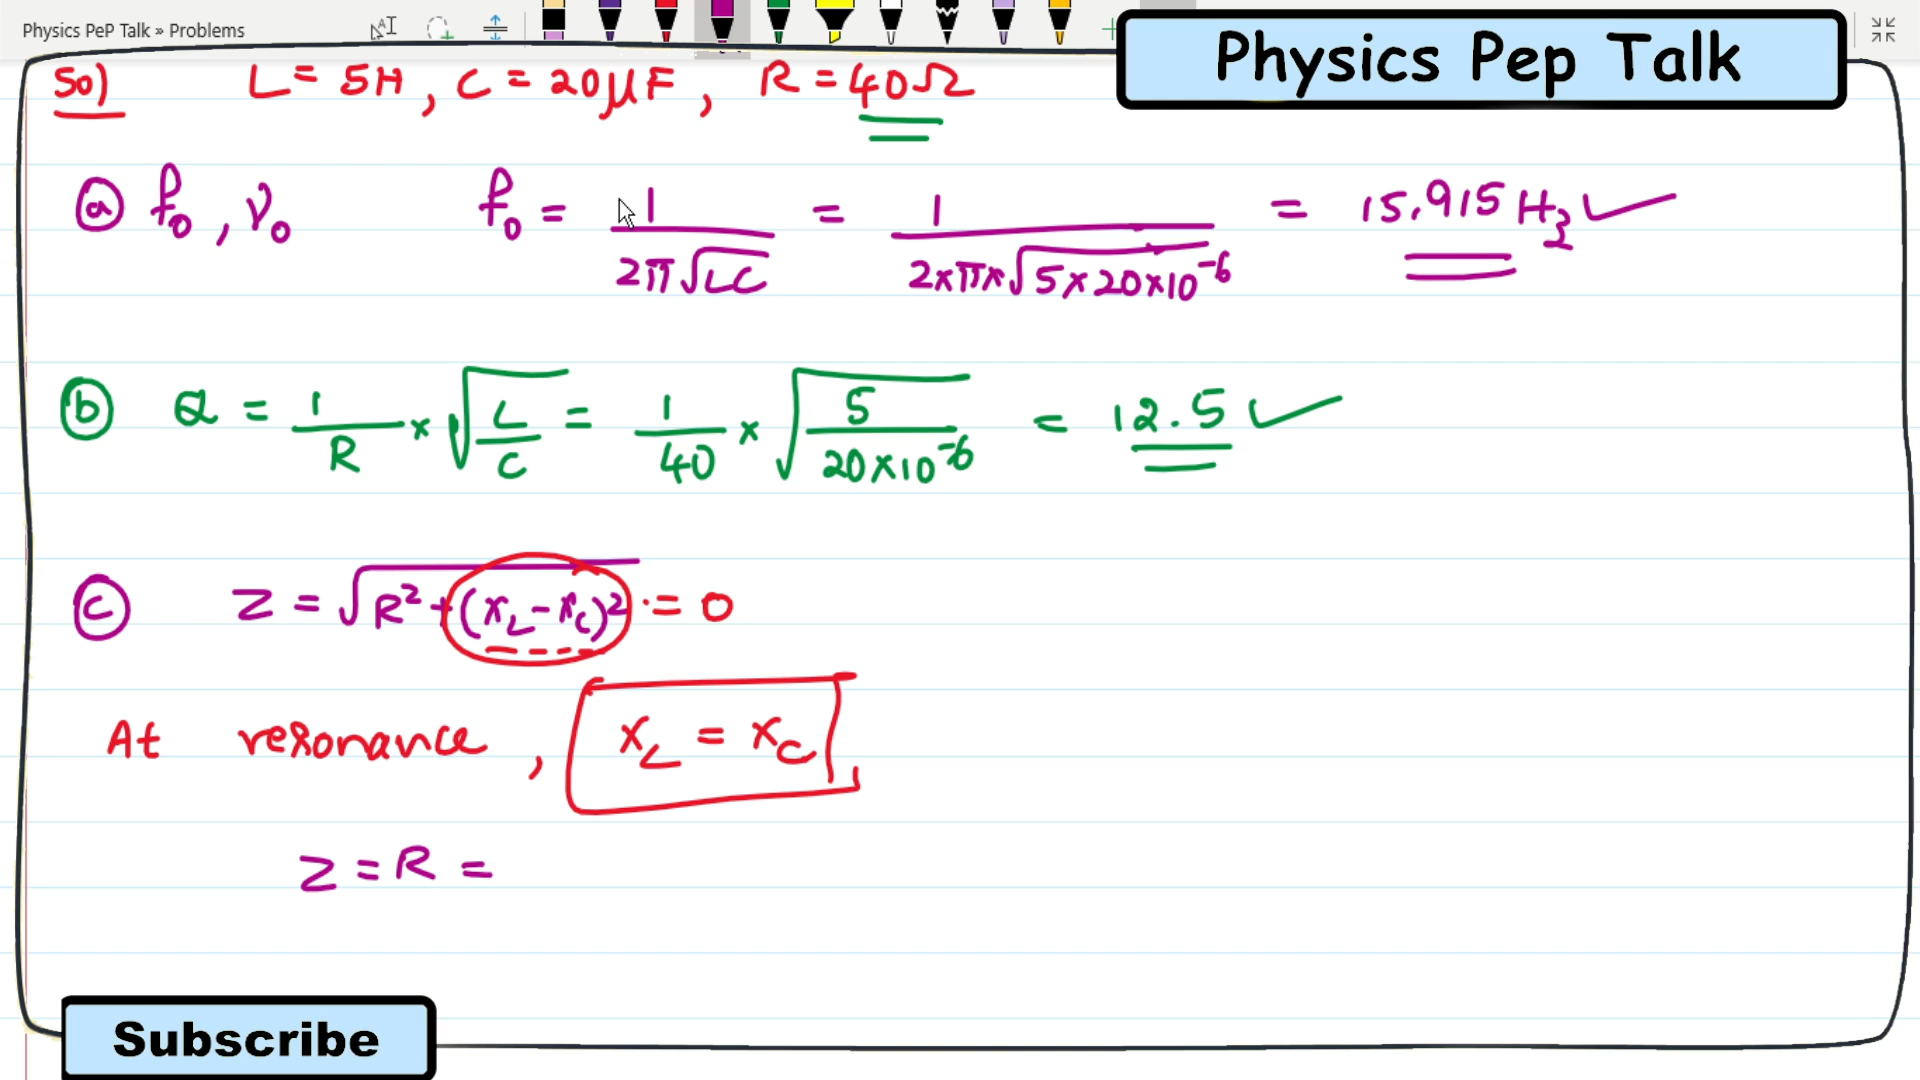 Physics PeP Talk » Problems
Physics Pep Talk
Sol L = 5H, C = 20μF, R = 40Ω
(a) f₀, ν₀ f₀ = 1/(2π√(LC)) = 1/(2×π×√(5×20×10⁻⁶)) = 15.915 Hz ✓
(b) Q = 1/R × √(L/C) = 1/40 × √(5/(20×10⁻⁶)) = 12.5 ✓
(c) Z = √(R² + (x_L - x_C)²) = 0
At resonance, x_L = x_C
Z = R =
Subscribe